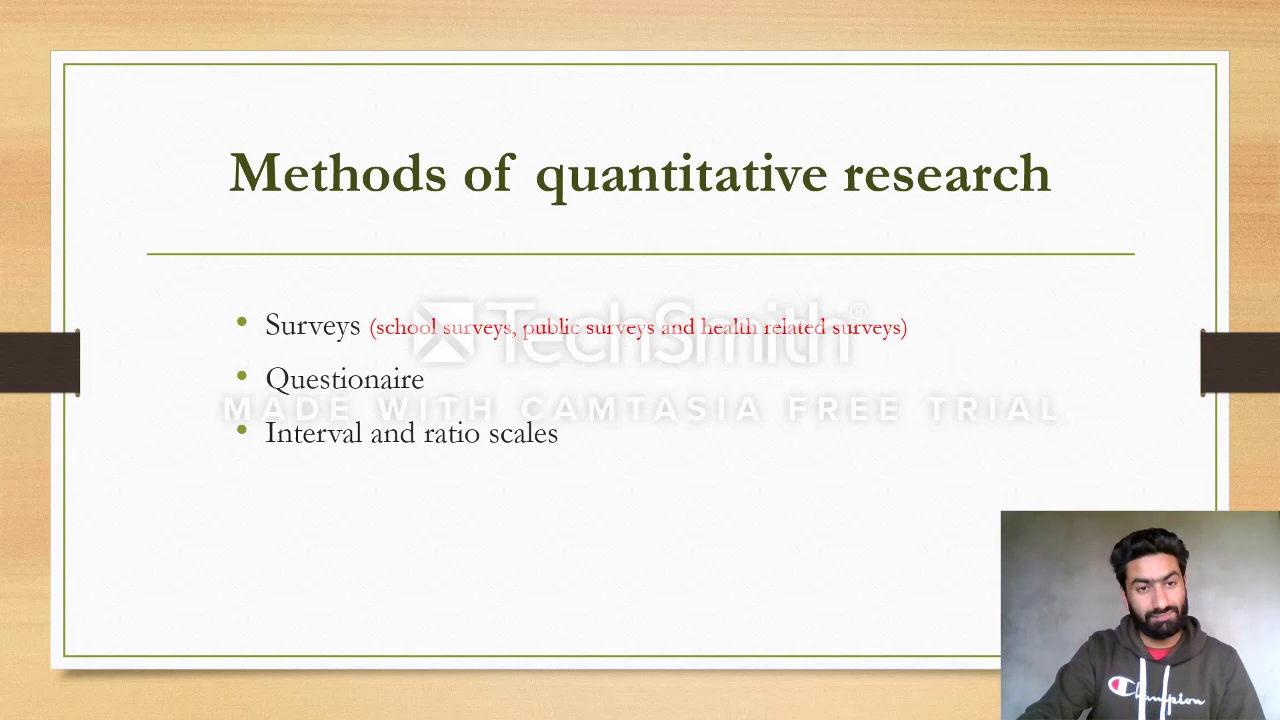 Methods of quantitative research
• Surveys (school surveys, public surveys and health related surveys)
TechSmith®
• Questionaire
MADE WITH CAMTASIA FREE TRIAL
• Interval and ratio scales
Champion